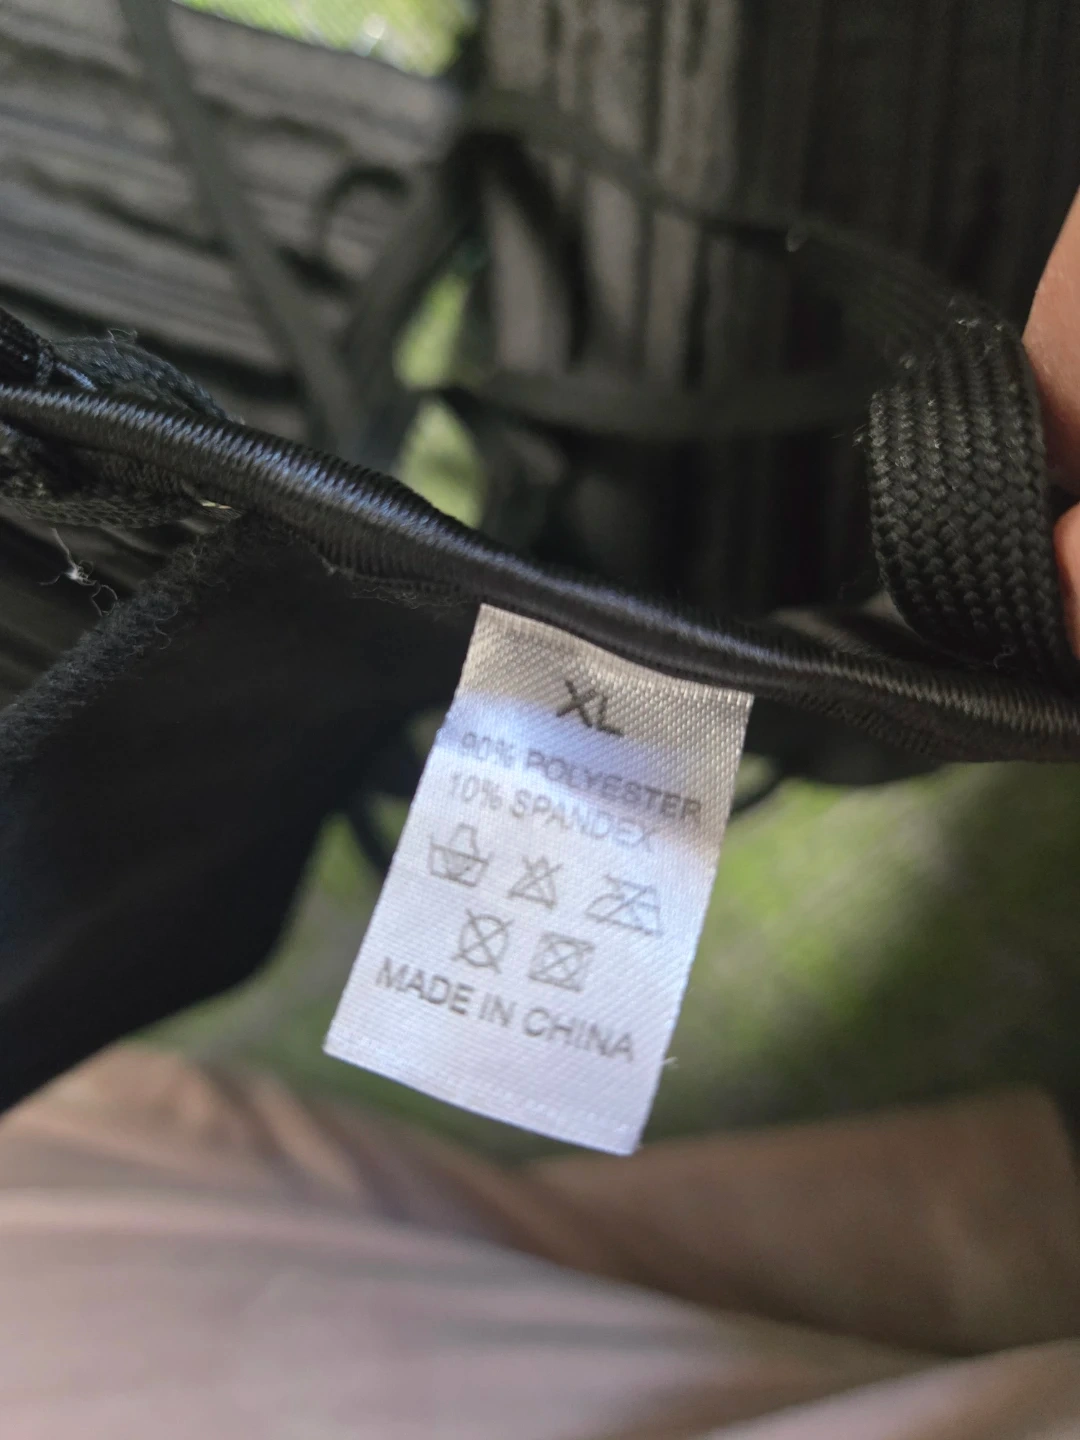 XL
90% POLYESTER
10% SPANDEX
MADE IN CHINA